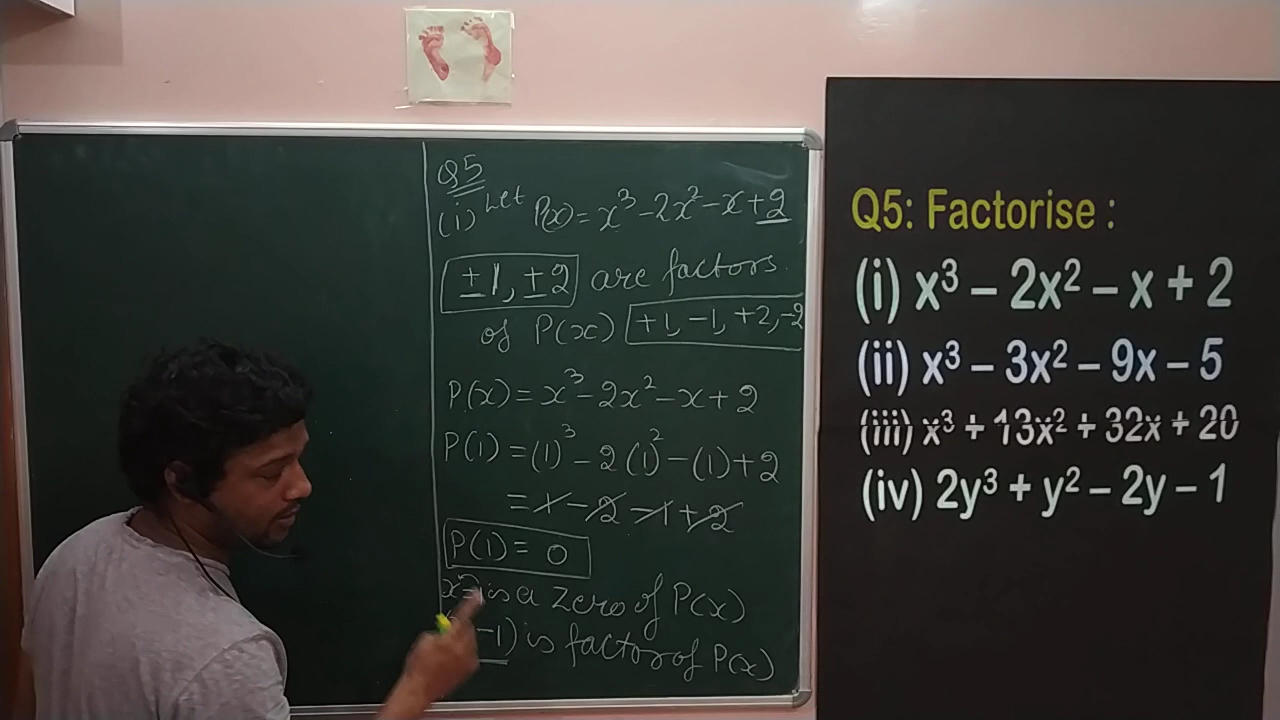 Q5
(i) Let P(x) = x³ – 2x² – x + 2
±1, ±2 are factors.
of P(x) +1, –1, +2, –2
P(x) = x³ – 2x² – x + 2
P(1) = (1)³ – 2(1)² – (1) + 2
= 1 – 2 – 1 + 2
P(1) = 0
is a zero of P(x)
–1) is factor of P(x)
Q5: Factorise :
(i) x³ – 2x² – x + 2
(ii) x³ – 3x² – 9x – 5
(iii) x³ + 13x² + 32x + 20
(iv) 2y³ + y² – 2y – 1